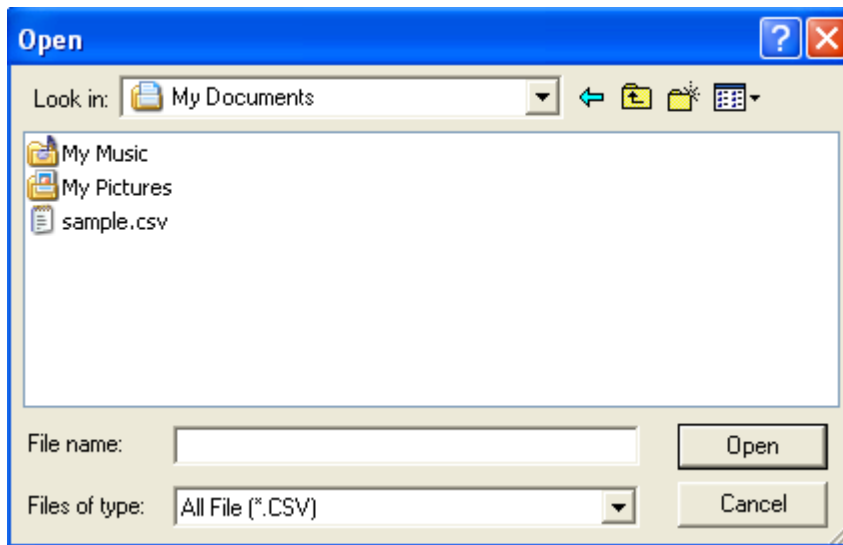 Open
Look in: My Documents
My Music
My Pictures
sample.csv
File name: Open
Files of type: All File (*.CSV) Cancel